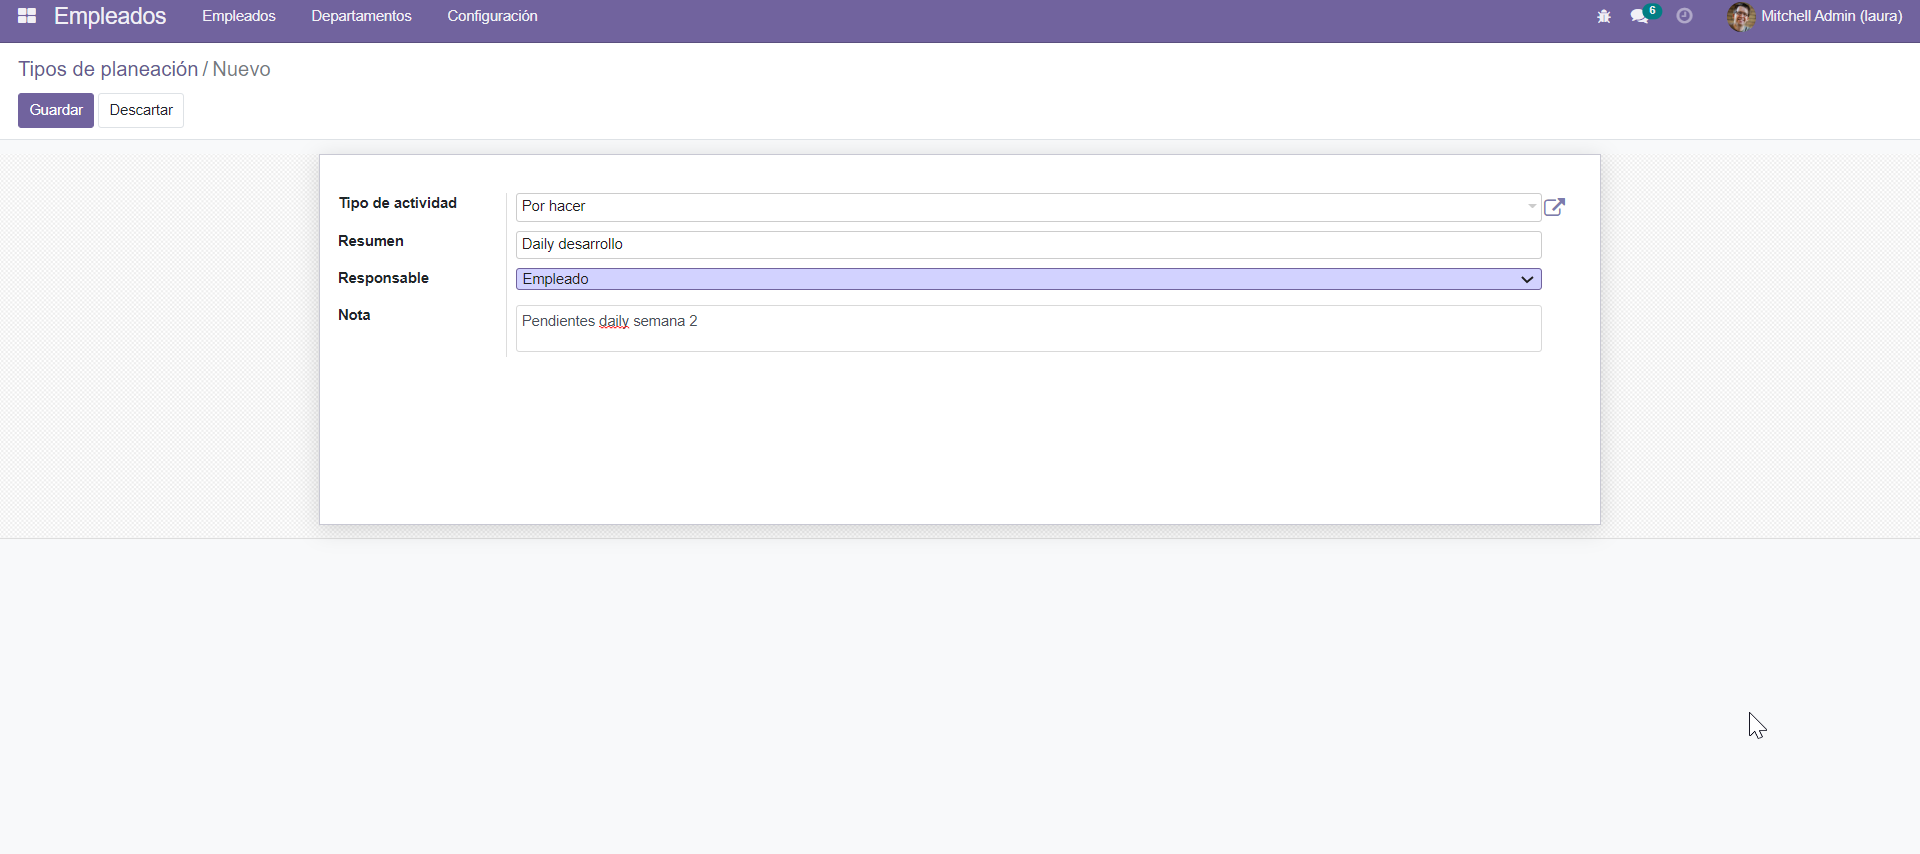 Empleados Empleados Departamentos Configuración 6 Mitchell Admin (laura)
Tipos de planeación / Nuevo
Guardar Descartar
Tipo de actividad Por hacer
Resumen Daily desarrollo
Responsable Empleado
Nota Pendientes daily semana 2